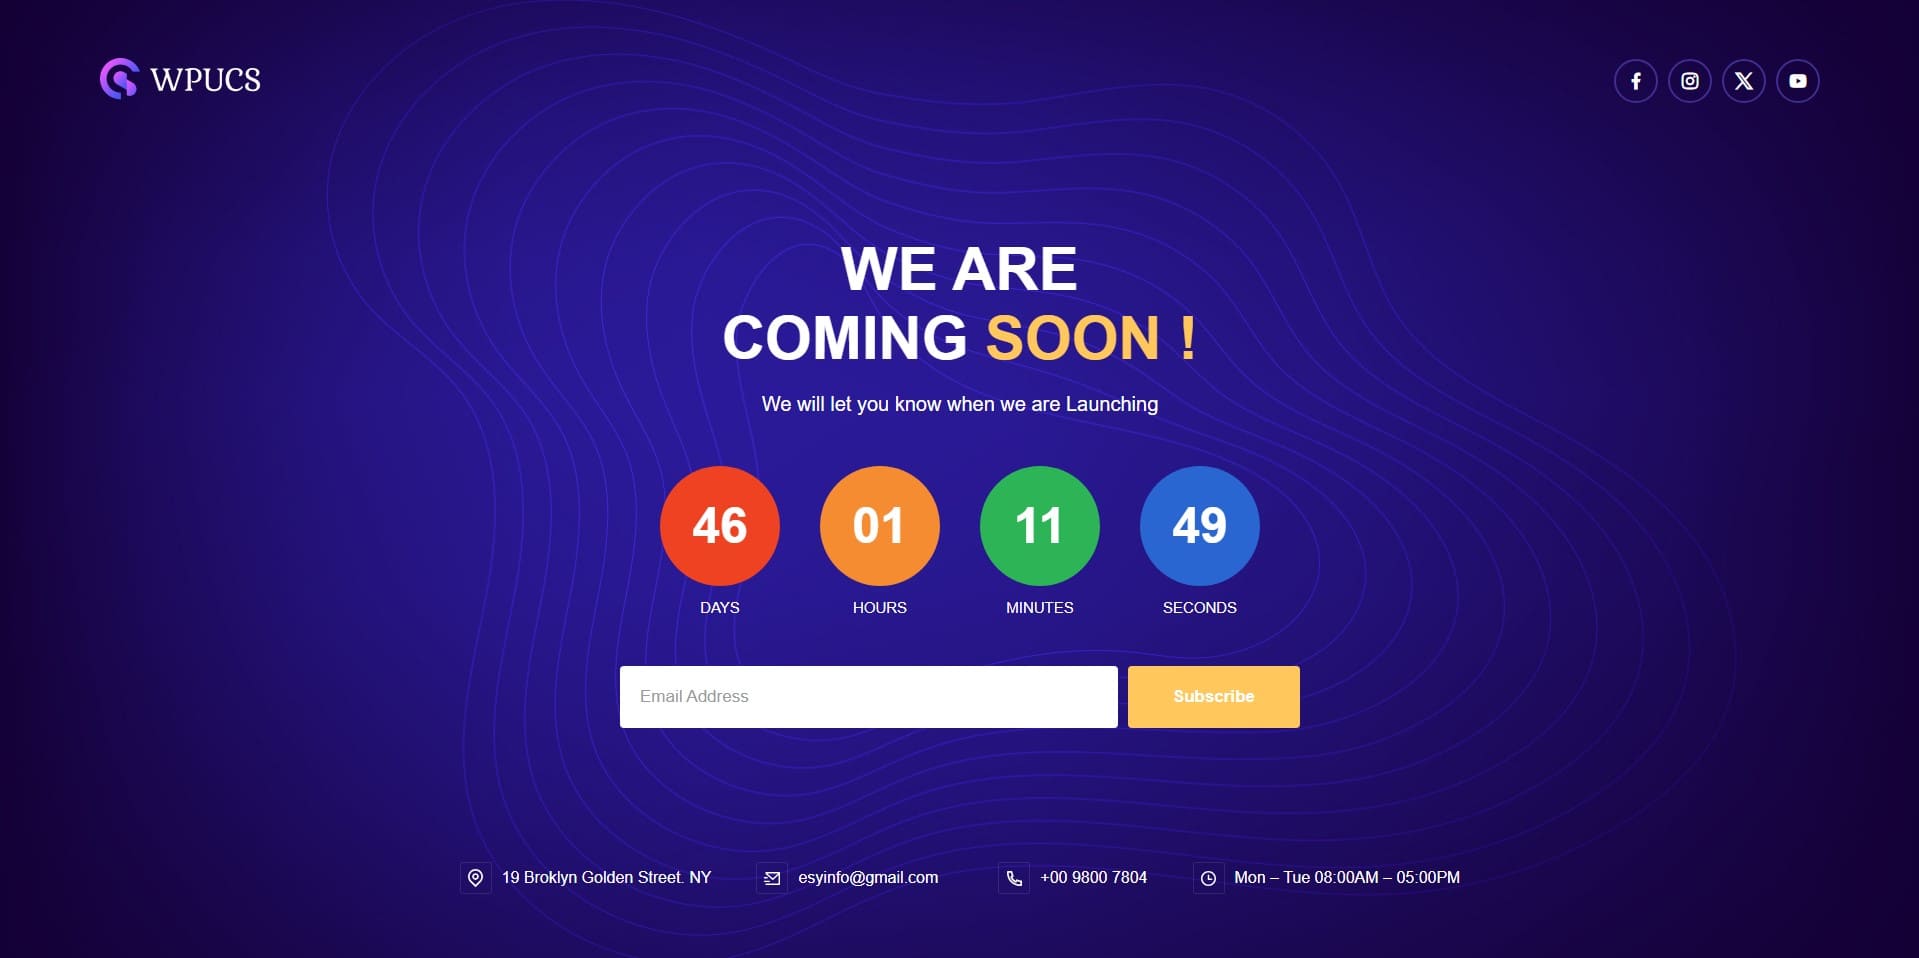 WPUCS
WE ARE
COMING SOON !
We will let you know when we are Launching
46 01 11 49
DAYS HOURS MINUTES SECONDS
Email Address Subscribe
19 Broklyn Golden Street. NY esyinfo@gmail.com +00 9800 7804 Mon – Tue 08:00AM – 05:00PM